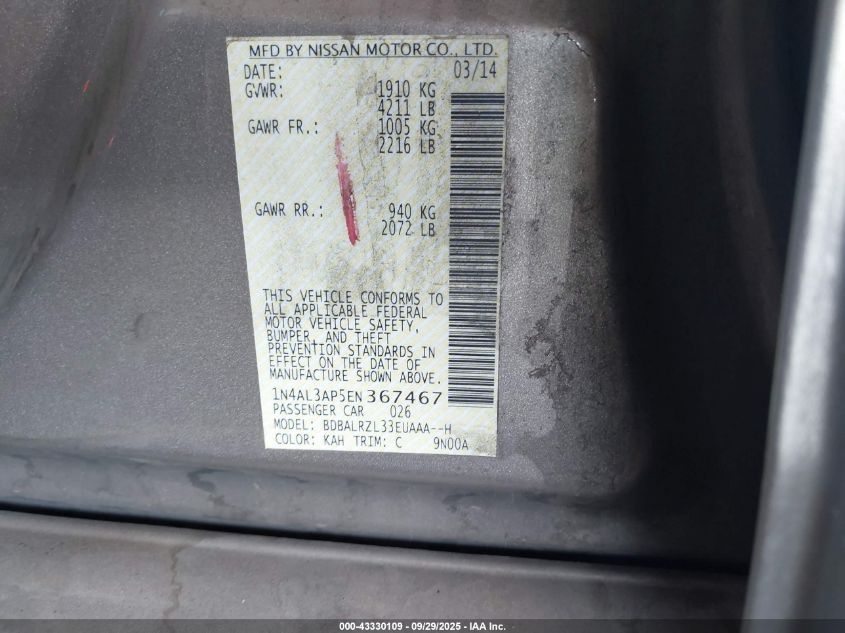 MFD BY NISSAN MOTOR CO., LTD.
DATE: 03/14
GVWR: 1910 KG
4211 LB
GAWR FR.: 1005 KG
2216 LB
GAWR RR.: 940 KG
2072 LB
THIS VEHICLE CONFORMS TO
ALL APPLICABLE FEDERAL
MOTOR VEHICLE SAFETY,
BUMPER, AND THEFT
PREVENTION STANDARDS IN
EFFECT ON THE DATE OF
MANUFACTURE SHOWN ABOVE.
1N4AL3AP5EN367467
PASSENGER CAR 026
MODEL: BDBALRZL33EUAAA--H
COLOR: KAH TRIM: C 9N00A
000-43330109 - 09/29/2025 - IAA Inc.